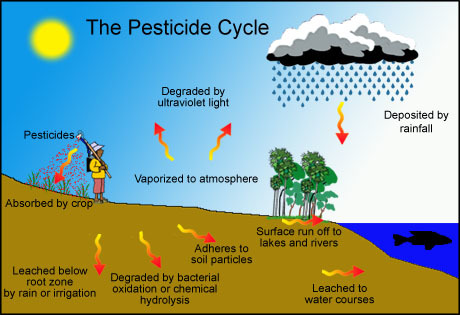 The Pesticide Cycle
Degraded by
ultraviolet light
Deposited by
rainfall
Pesticides
Vaporized to atmosphere
Absorbed by crop
Surface run off to
lakes and rivers
Adheres to
soil particles
Leached below
root zone
by rain or irrigation
Degraded by bacterial
oxidation or chemical
hydrolysis
Leached to
water courses